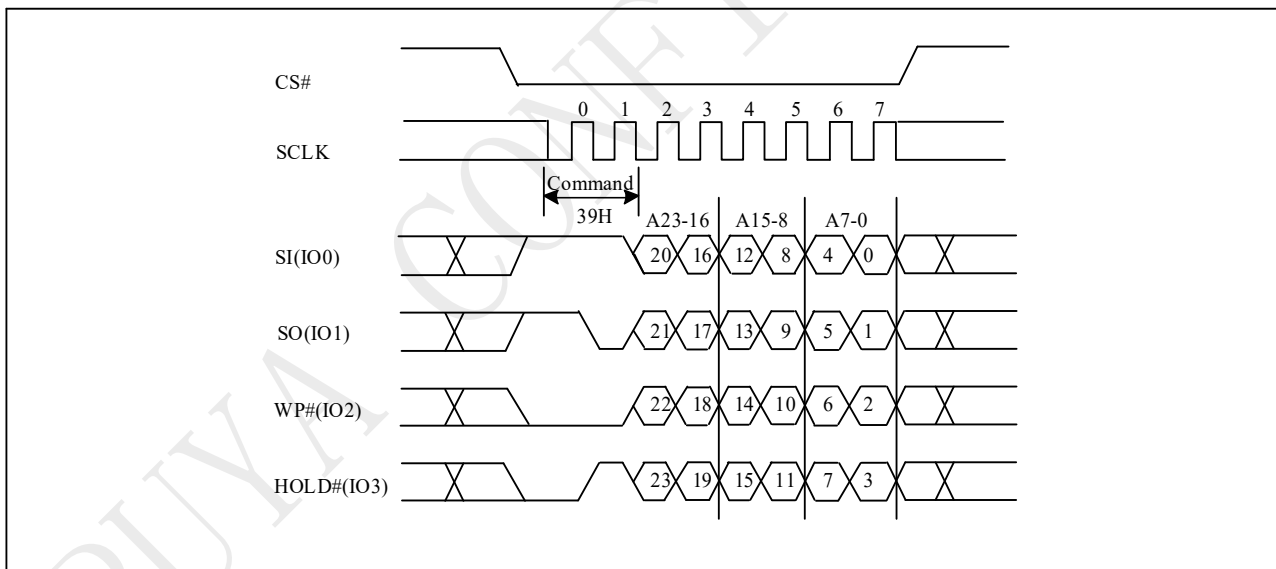 CS#
0 1 2 3 4 5 6 7
SCLK
Command
39H
A23-16 A15-8 A7-0
SI(IO0) 20 16 12 8 4 0
SO(IO1) 21 17 13 9 5 1
WP#(IO2) 22 18 14 10 6 2
HOLD#(IO3) 23 19 15 11 7 3
PUYA CONF